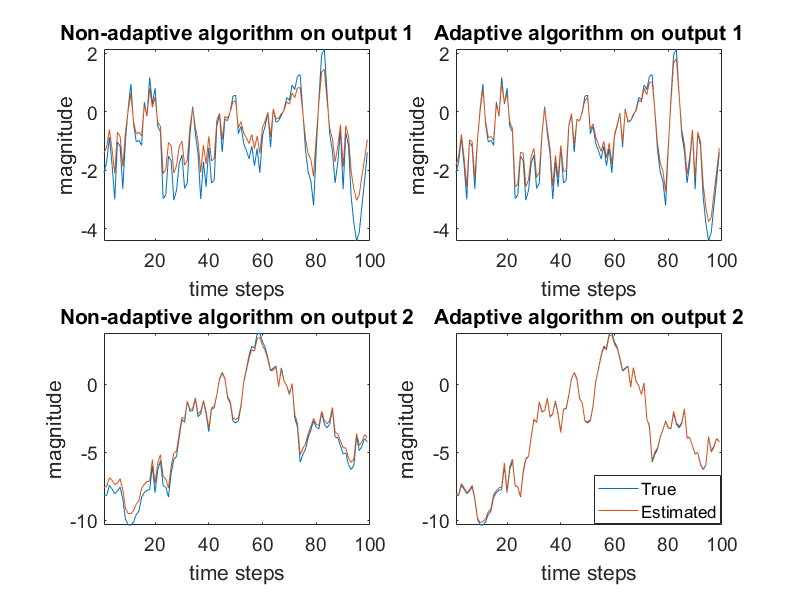 Non-adaptive algorithm on output 1
2
0
-2
-4
magnitude
20 40 60 80 100
time steps
Adaptive algorithm on output 1
2
0
-2
-4
magnitude
20 40 60 80 100
time steps
Non-adaptive algorithm on output 2
0
-5
-10
magnitude
20 40 60 80 100
time steps
Adaptive algorithm on output 2
0
-5
-10
magnitude
20 40 60 80 100
time steps
True
Estimated